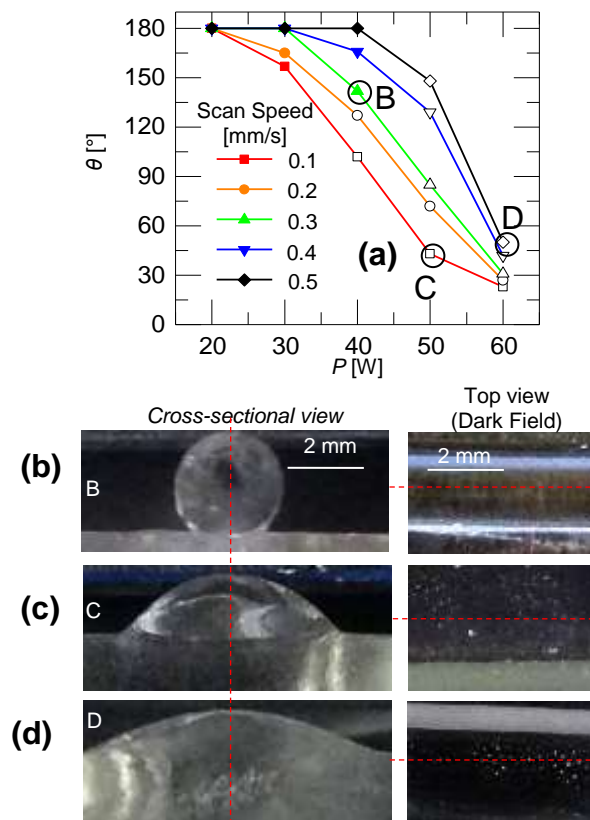 180
150
120
90
60
30
0
θ [°]
Scan Speed
[mm/s]
0.1
0.2
0.3
0.4
0.5
B
C
D
(a)
20 30 40 50 60
P [W]
Cross-sectional view
Top view
(Dark Field)
(b)
B
2 mm
2 mm
(c)
C
(d)
D